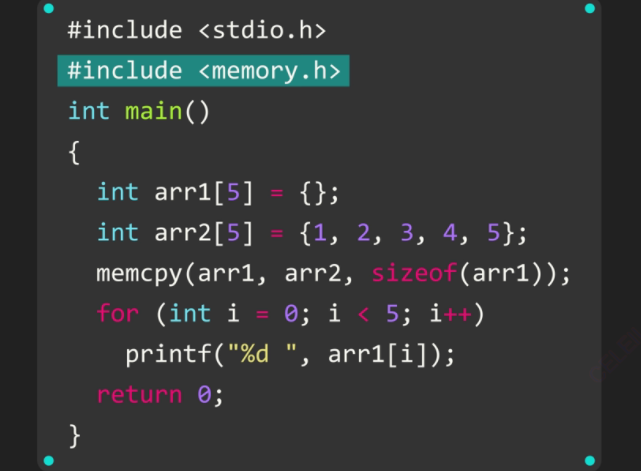 #include <stdio.h>
#include <memory.h>
int main()
{
  int arr1[5] = {};
  int arr2[5] = {1, 2, 3, 4, 5};
  memcpy(arr1, arr2, sizeof(arr1));
  for (int i = 0; i < 5; i++)
    printf("%d ", arr1[i]);
  return 0;
}